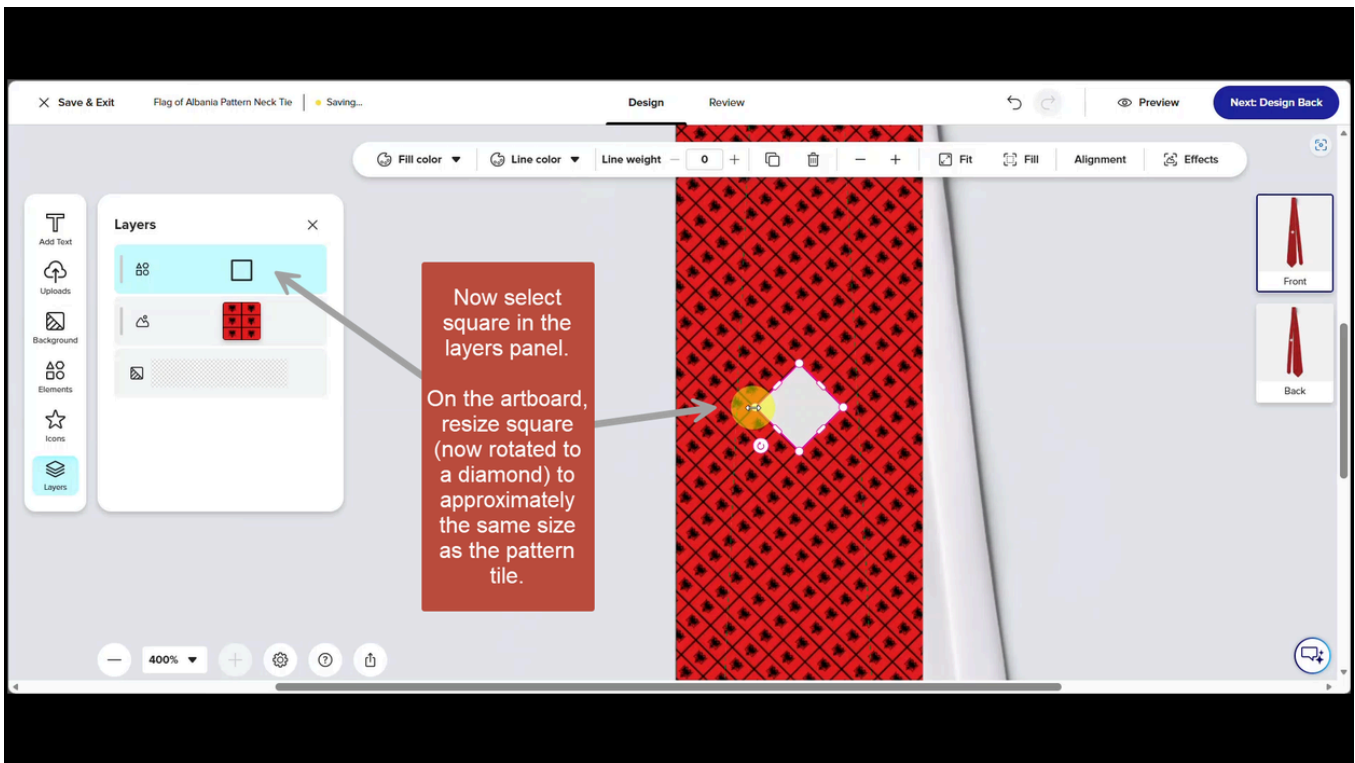 Save & Exit
Flag of Albania Pattern Neck Tie
Saving...
Design
Review
Preview
Next: Design Back
Fill color
Line color
Line weight
0
Fit
Fill
Alignment
Effects
Add Text
Uploads
Background
Elements
Icons
Layers
Layers
Now select
square in the
layers panel.
On the artboard,
resize square
(now rotated to
a diamond) to
approximately
the same size
as the pattern
tile.
Front
Back
400%